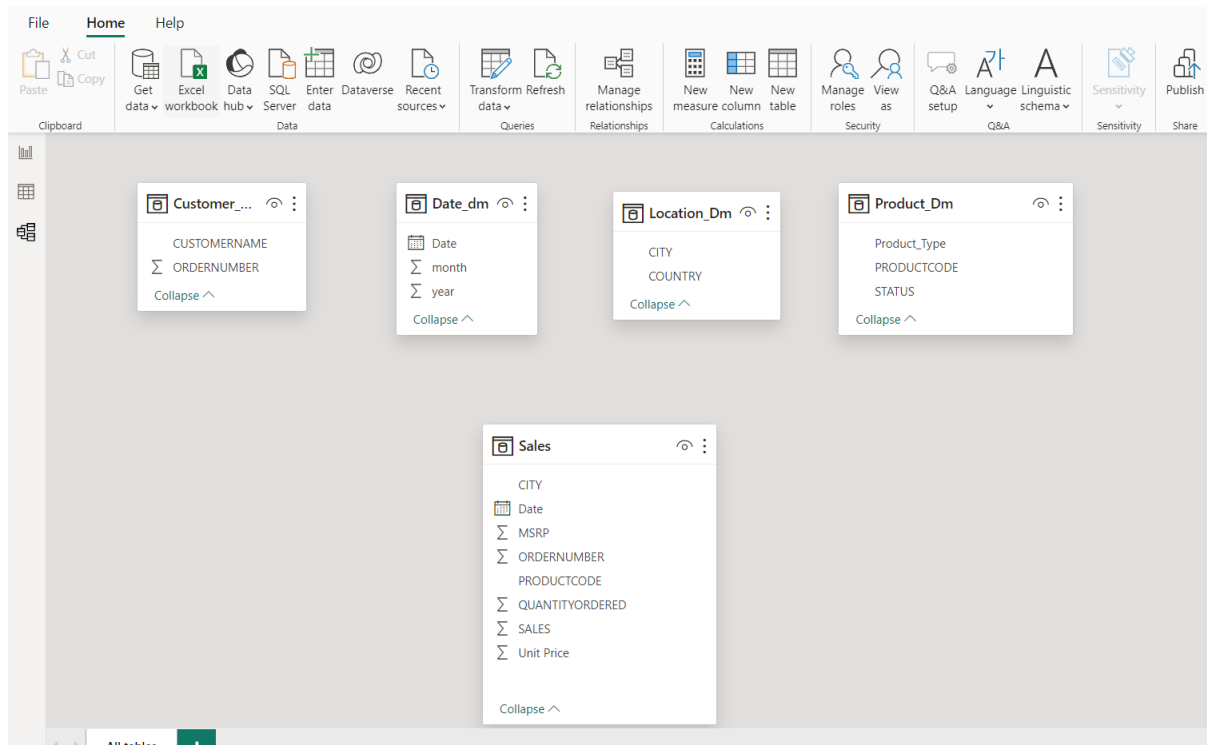 File Home Help
Cut
Copy
Paste
Get data
Excel workbook
Data hub
SQL Server
Enter data
Dataverse
Recent sources
Transform data
Refresh
Manage relationships
New measure
New column
New table
Manage roles
View as
Q&A setup
Language
Linguistic schema
Sensitivity
Publish
Clipboard Data Queries Relationships Calculations Security Q&A Sensitivity Share
Customer_...
CUSTOMERNAME
ORDERNUMBER
Collapse
Date_dm
Date
month
year
Collapse
Location_Dm
CITY
COUNTRY
Collapse
Product_Dm
Product_Type
PRODUCTCODE
STATUS
Collapse
Sales
CITY
Date
MSRP
ORDERNUMBER
PRODUCTCODE
QUANTITYORDERED
SALES
Unit Price
Collapse
All tables